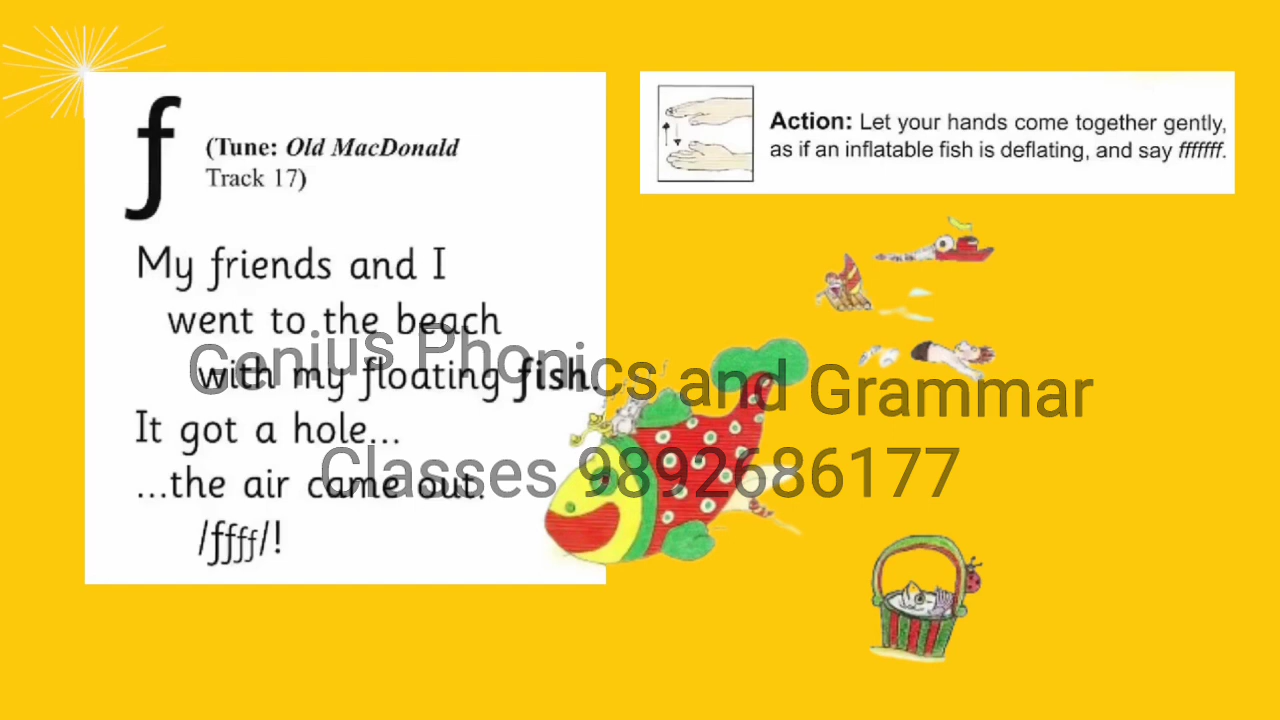 f
(Tune: Old MacDonald
Track 17)
My friends and I
went to the beach
with my floating fish.
It got a hole...
...the air came out.
/ffff/!
Action: Let your hands come together gently,
as if an inflatable fish is deflating, and say fffffff.
Genius Phonics and Grammar
Classes 9892686177